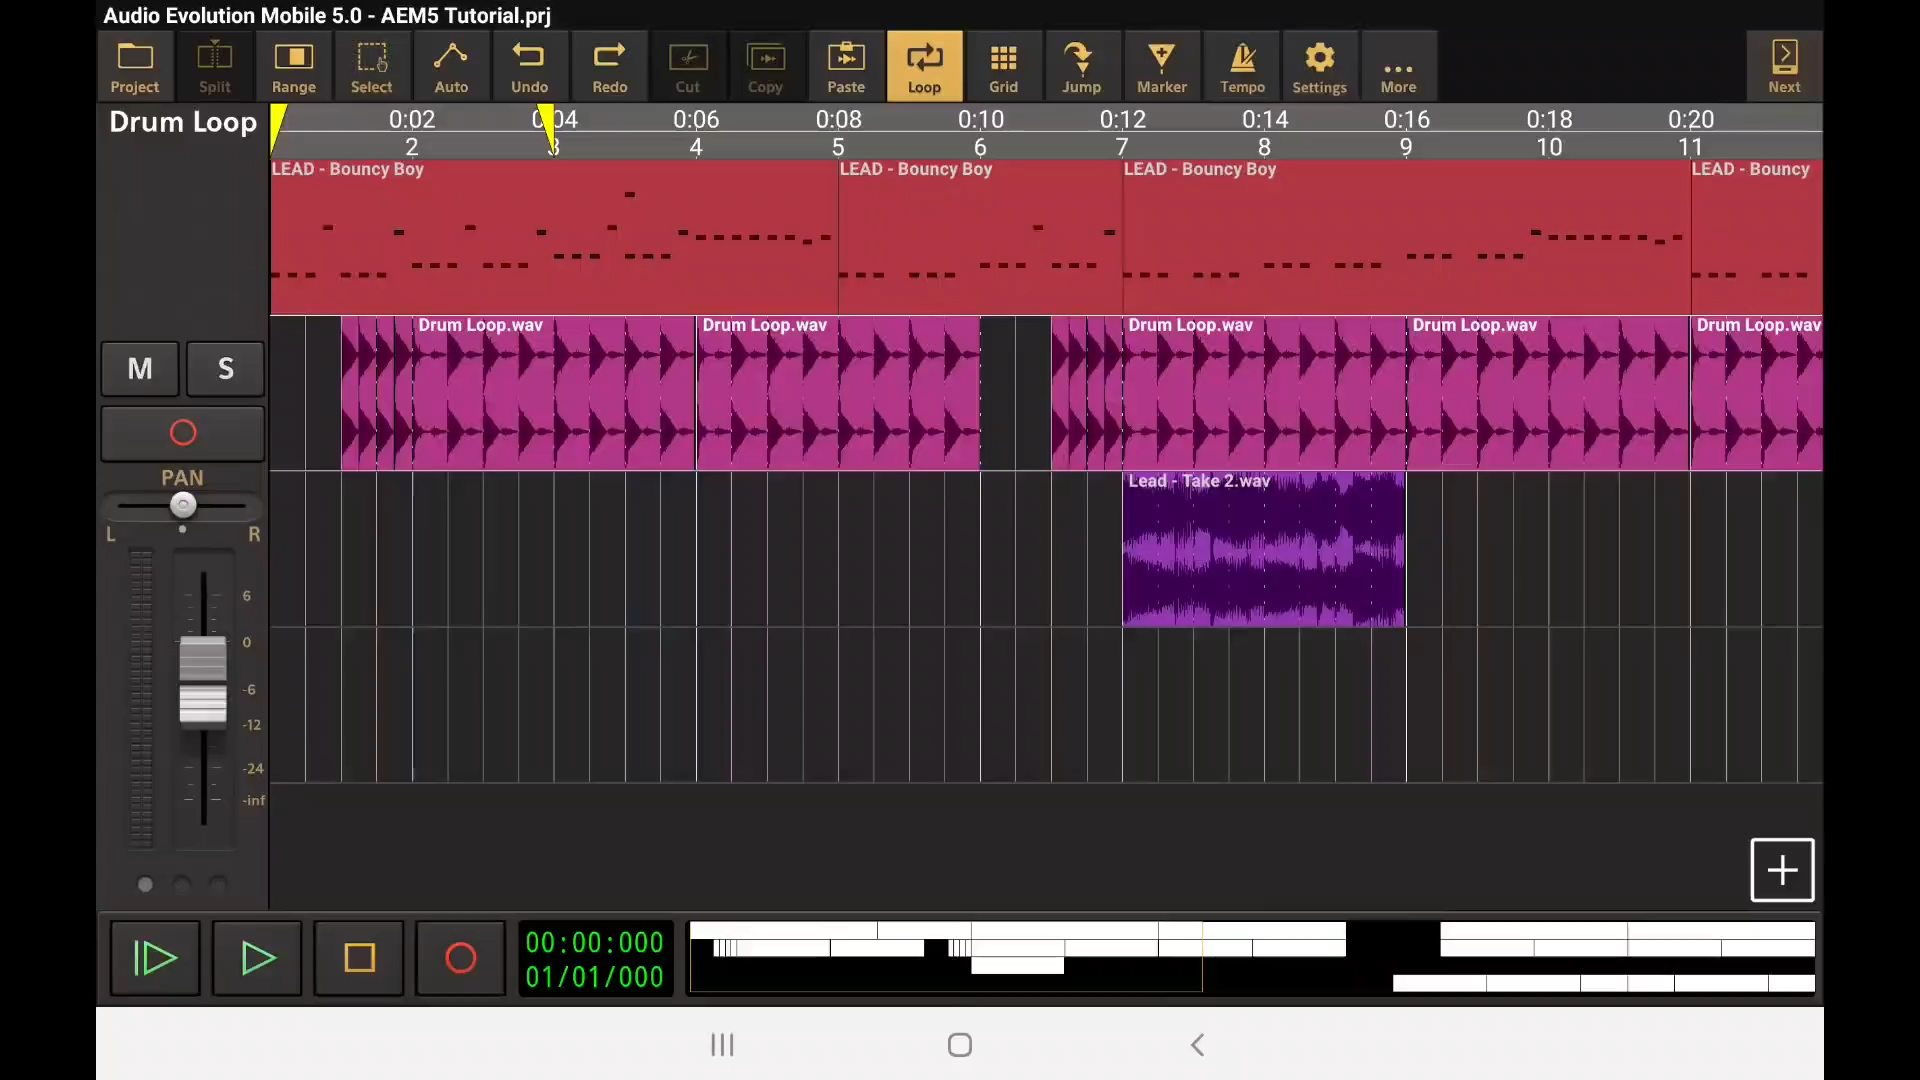 Audio Evolution Mobile 5.0 - AEM5 Tutorial.prj
Project Split Range Select Auto Undo Redo Cut Copy Paste Loop Grid Jump Marker Tempo Settings More Next
Drum Loop
0:02 0:04 0:06 0:08 0:10 0:12 0:14 0:16 0:18 0:20
2 3 4 5 6 7 8 9 10 11
LEAD - Bouncy Boy LEAD - Bouncy Boy LEAD - Bouncy Boy LEAD - Bouncy
Drum Loop.wav Drum Loop.wav Drum Loop.wav Drum Loop.wav Drum Loop.wav
M S
PAN
L R
Lead - Take 2.wav
6
0
-6
-12
-24
-inf
00:00:000
01/01/000